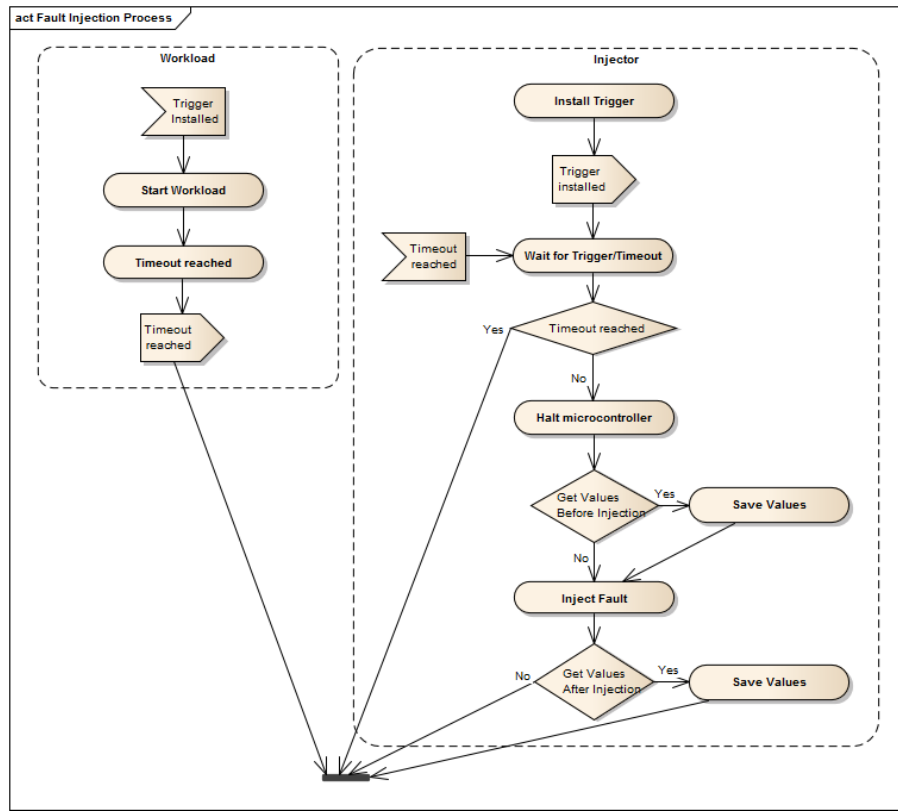 act Fault Injection Process
Workload
Trigger
Installed
Start Workload
Timeout reached
Timeout
reached
Injector
Install Trigger
Trigger
installed
Timeout
reached
Wait for Trigger/Timeout
Yes
Timeout reached
No
Halt microcontroller
Get Values
Before Injection
Yes
Save Values
No
Inject Fault
No
Get Values
After Injection
Yes
Save Values